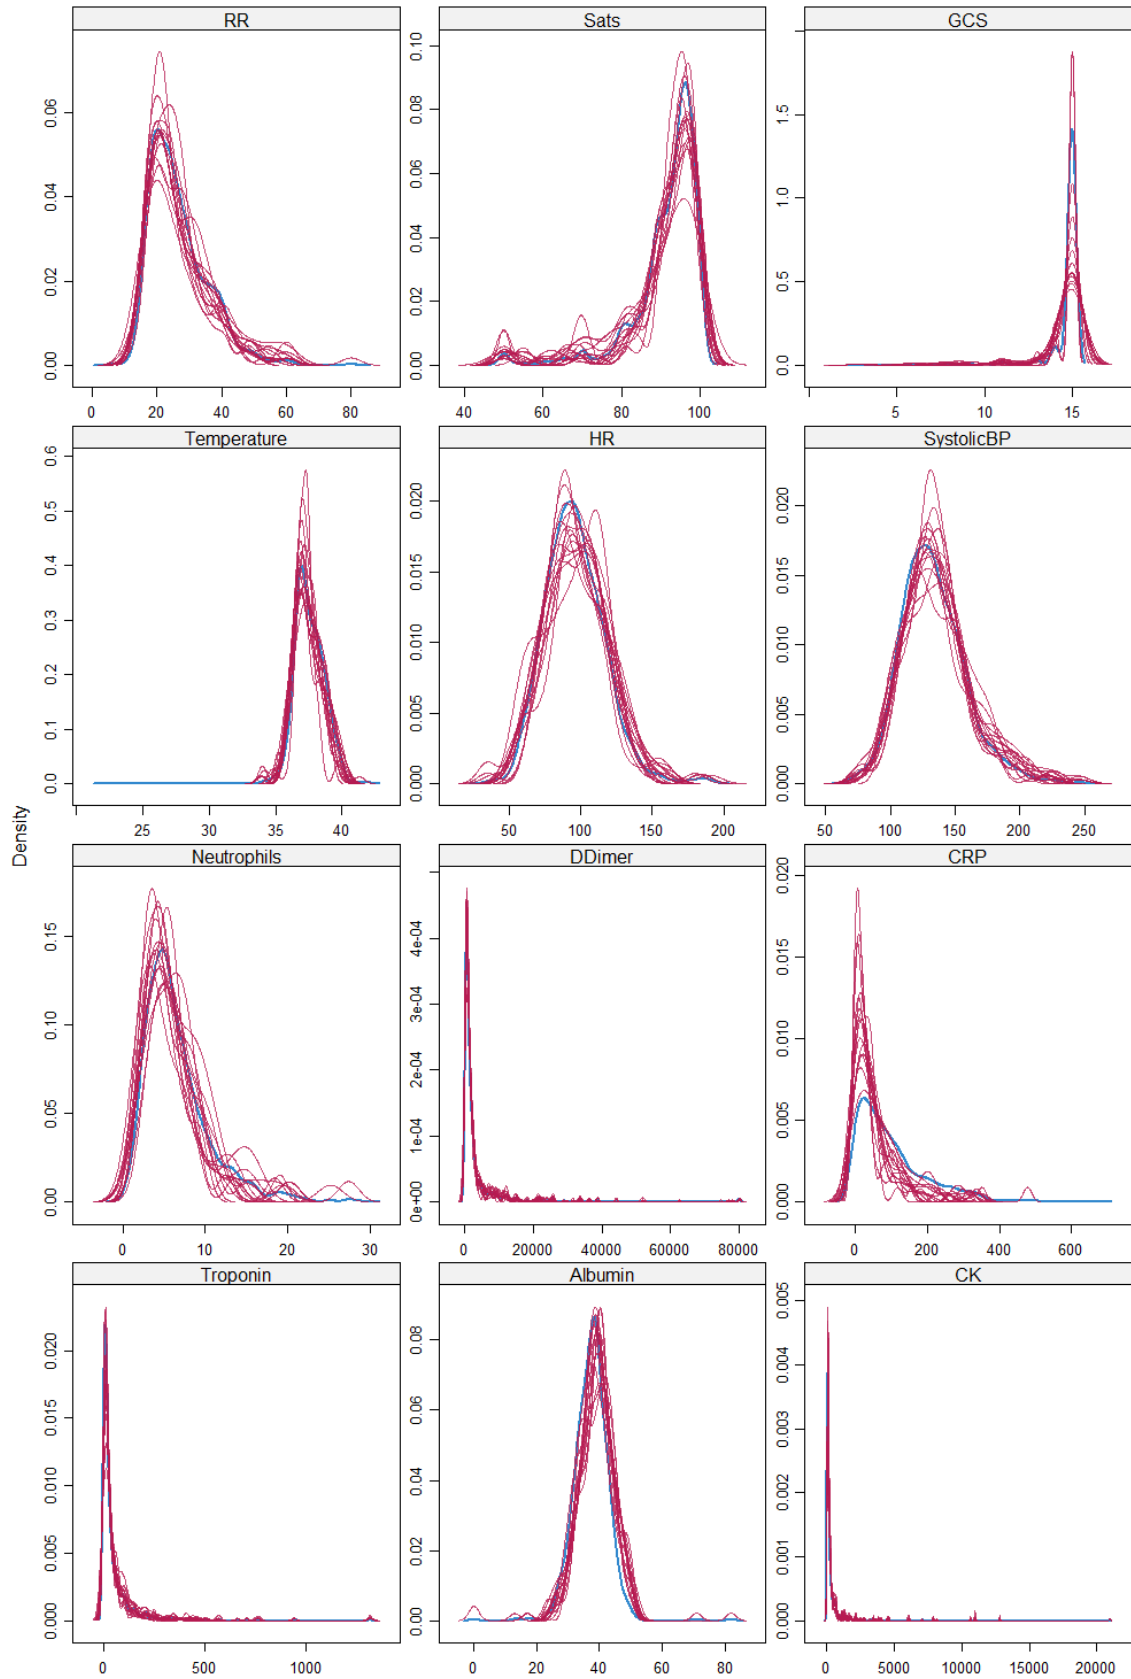 RR Sats GCS
0.00 0.02 0.04 0.06
0 20 40 60 80
0.00 0.02 0.04 0.06 0.08 0.10
40 60 80 100
0.0 0.5 1.0 1.5
5 10 15
Temperature HR SystolicBP
0.0 0.1 0.2 0.3 0.4 0.5 0.6
25 30 35 40
0.000 0.005 0.010 0.015 0.020
50 100 150 200
0.000 0.005 0.010 0.015 0.020
50 100 150 200 250
Density
Neutrophils DDimer CRP
0.00 0.05 0.10 0.15
0 10 20 30
0e+00 1e-04 2e-04 3e-04 4e-04
0 20000 40000 60000 80000
0.000 0.005 0.010 0.015 0.020
0 200 400 600
Troponin Albumin CK
0.000 0.005 0.010 0.015 0.020
0 500 1000
0.00 0.02 0.04 0.06 0.08
0 20 40 60 80
0.000 0.001 0.002 0.003 0.004 0.005
0 5000 10000 20000